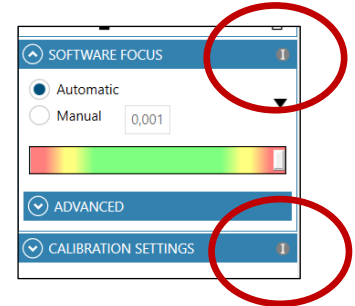 SOFTWARE FOCUS I
Automatic
Manual 0,001
ADVANCED
CALIBRATION SETTINGS I